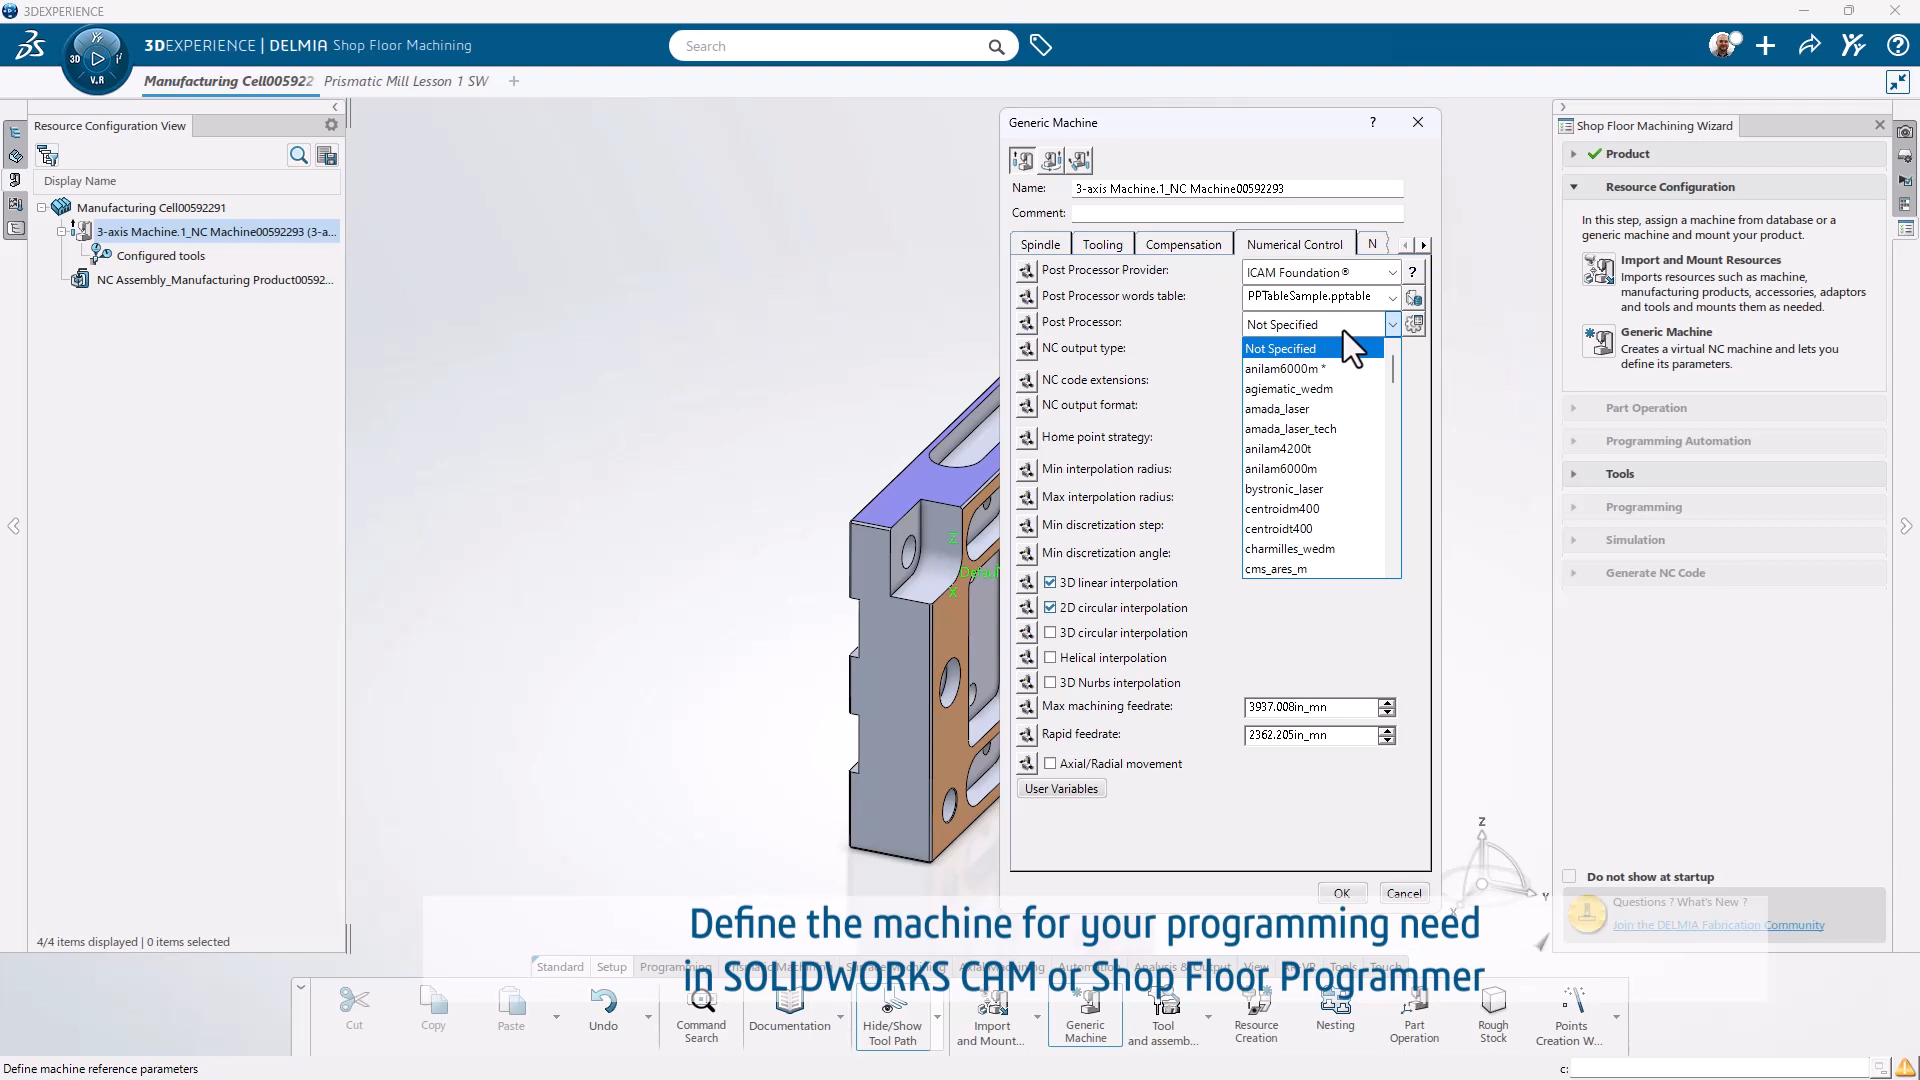 3DEXPERIENCE
3DEXPERIENCE | DELMIA Shop Floor Machining
Search
3D
V.R
Manufacturing Cell005922
Prismatic Mill Lesson 1 SW
Resource Configuration View
Display Name
Manufacturing Cell00592291
3-axis Machine.1_NC Machine00592293 (3-a...
Configured tools
NC Assembly_Manufacturing Product00592...
4/4 items displayed | 0 items selected
Generic Machine
Name:
3-axis Machine.1_NC Machine00592293
Comment:
Spindle
Tooling
Compensation
Numerical Control
N
Post Processor Provider:
ICAM Foundation®
Post Processor words table:
PPTableSample.pptable
Post Processor:
Not Specified
NC output type:
NC code extensions:
NC output format:
Home point strategy:
Min interpolation radius:
Max interpolation radius:
Min discretization step:
Min discretization angle:
Not Specified
anilam6000m *
agiematic_wedm
amada_laser
amada_laser_tech
anilam4200t
anilam6000m
bystronic_laser
centroidm400
centroidt400
charmilles_wedm
cms_ares_m
3D linear interpolation
2D circular interpolation
3D circular interpolation
Helical interpolation
3D Nurbs interpolation
Max machining feedrate:
3937.008in_mn
Rapid feedrate:
2362.205in_mn
Axial/Radial movement
User Variables
OK
Cancel
Z
X
Z
Y
Shop Floor Machining Wizard
Product
Resource Configuration
In this step, assign a machine from database or a
generic machine and mount your product.
Import and Mount Resources
Imports resources such as machine,
manufacturing products, accessories, adaptors
and tools and mounts them as needed.
Generic Machine
Creates a virtual NC machine and lets you
define its parameters.
Part Operation
Programming Automation
Tools
Programming
Simulation
Generate NC Code
Do not show at startup
Questions ? What's New ?
Join the DELMIA Fabrication Community
Define the machine for your programming need
in SOLIDWORKS CAM or Shop Floor Programmer
Standard
Setup
Programming
Cut
Copy
Paste
Undo
Command
Search
Documentation
Hide/Show
Tool Path
Import
and Mount...
Generic
Machine
Tool
and assemb...
Resource
Creation
Nesting
Part
Operation
Rough
Stock
Points
Creation W...
Define machine reference parameters
c: